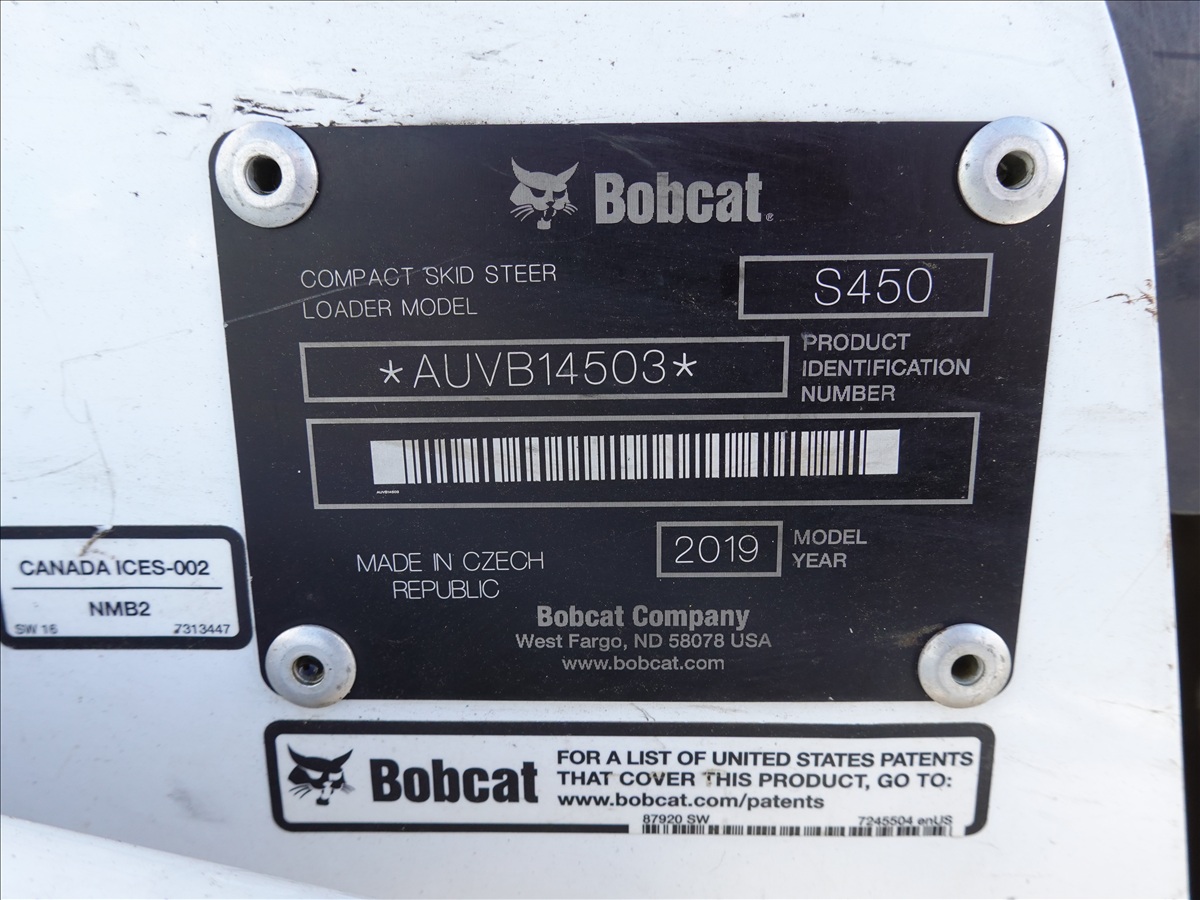 Bobcat®
COMPACT SKID STEER
LOADER MODEL
S450
*AUVB14503*
PRODUCT
IDENTIFICATION
NUMBER
AUVB14503
MADE IN CZECH
REPUBLIC
2019
MODEL
YEAR
Bobcat Company
West Fargo, ND 58078 USA
www.bobcat.com
CANADA ICES-002
NMB2
SW 16
7313447
Bobcat
FOR A LIST OF UNITED STATES PATENTS
THAT COVER THIS PRODUCT, GO TO:
www.bobcat.com/patents
87920 SW
7245504 enUS